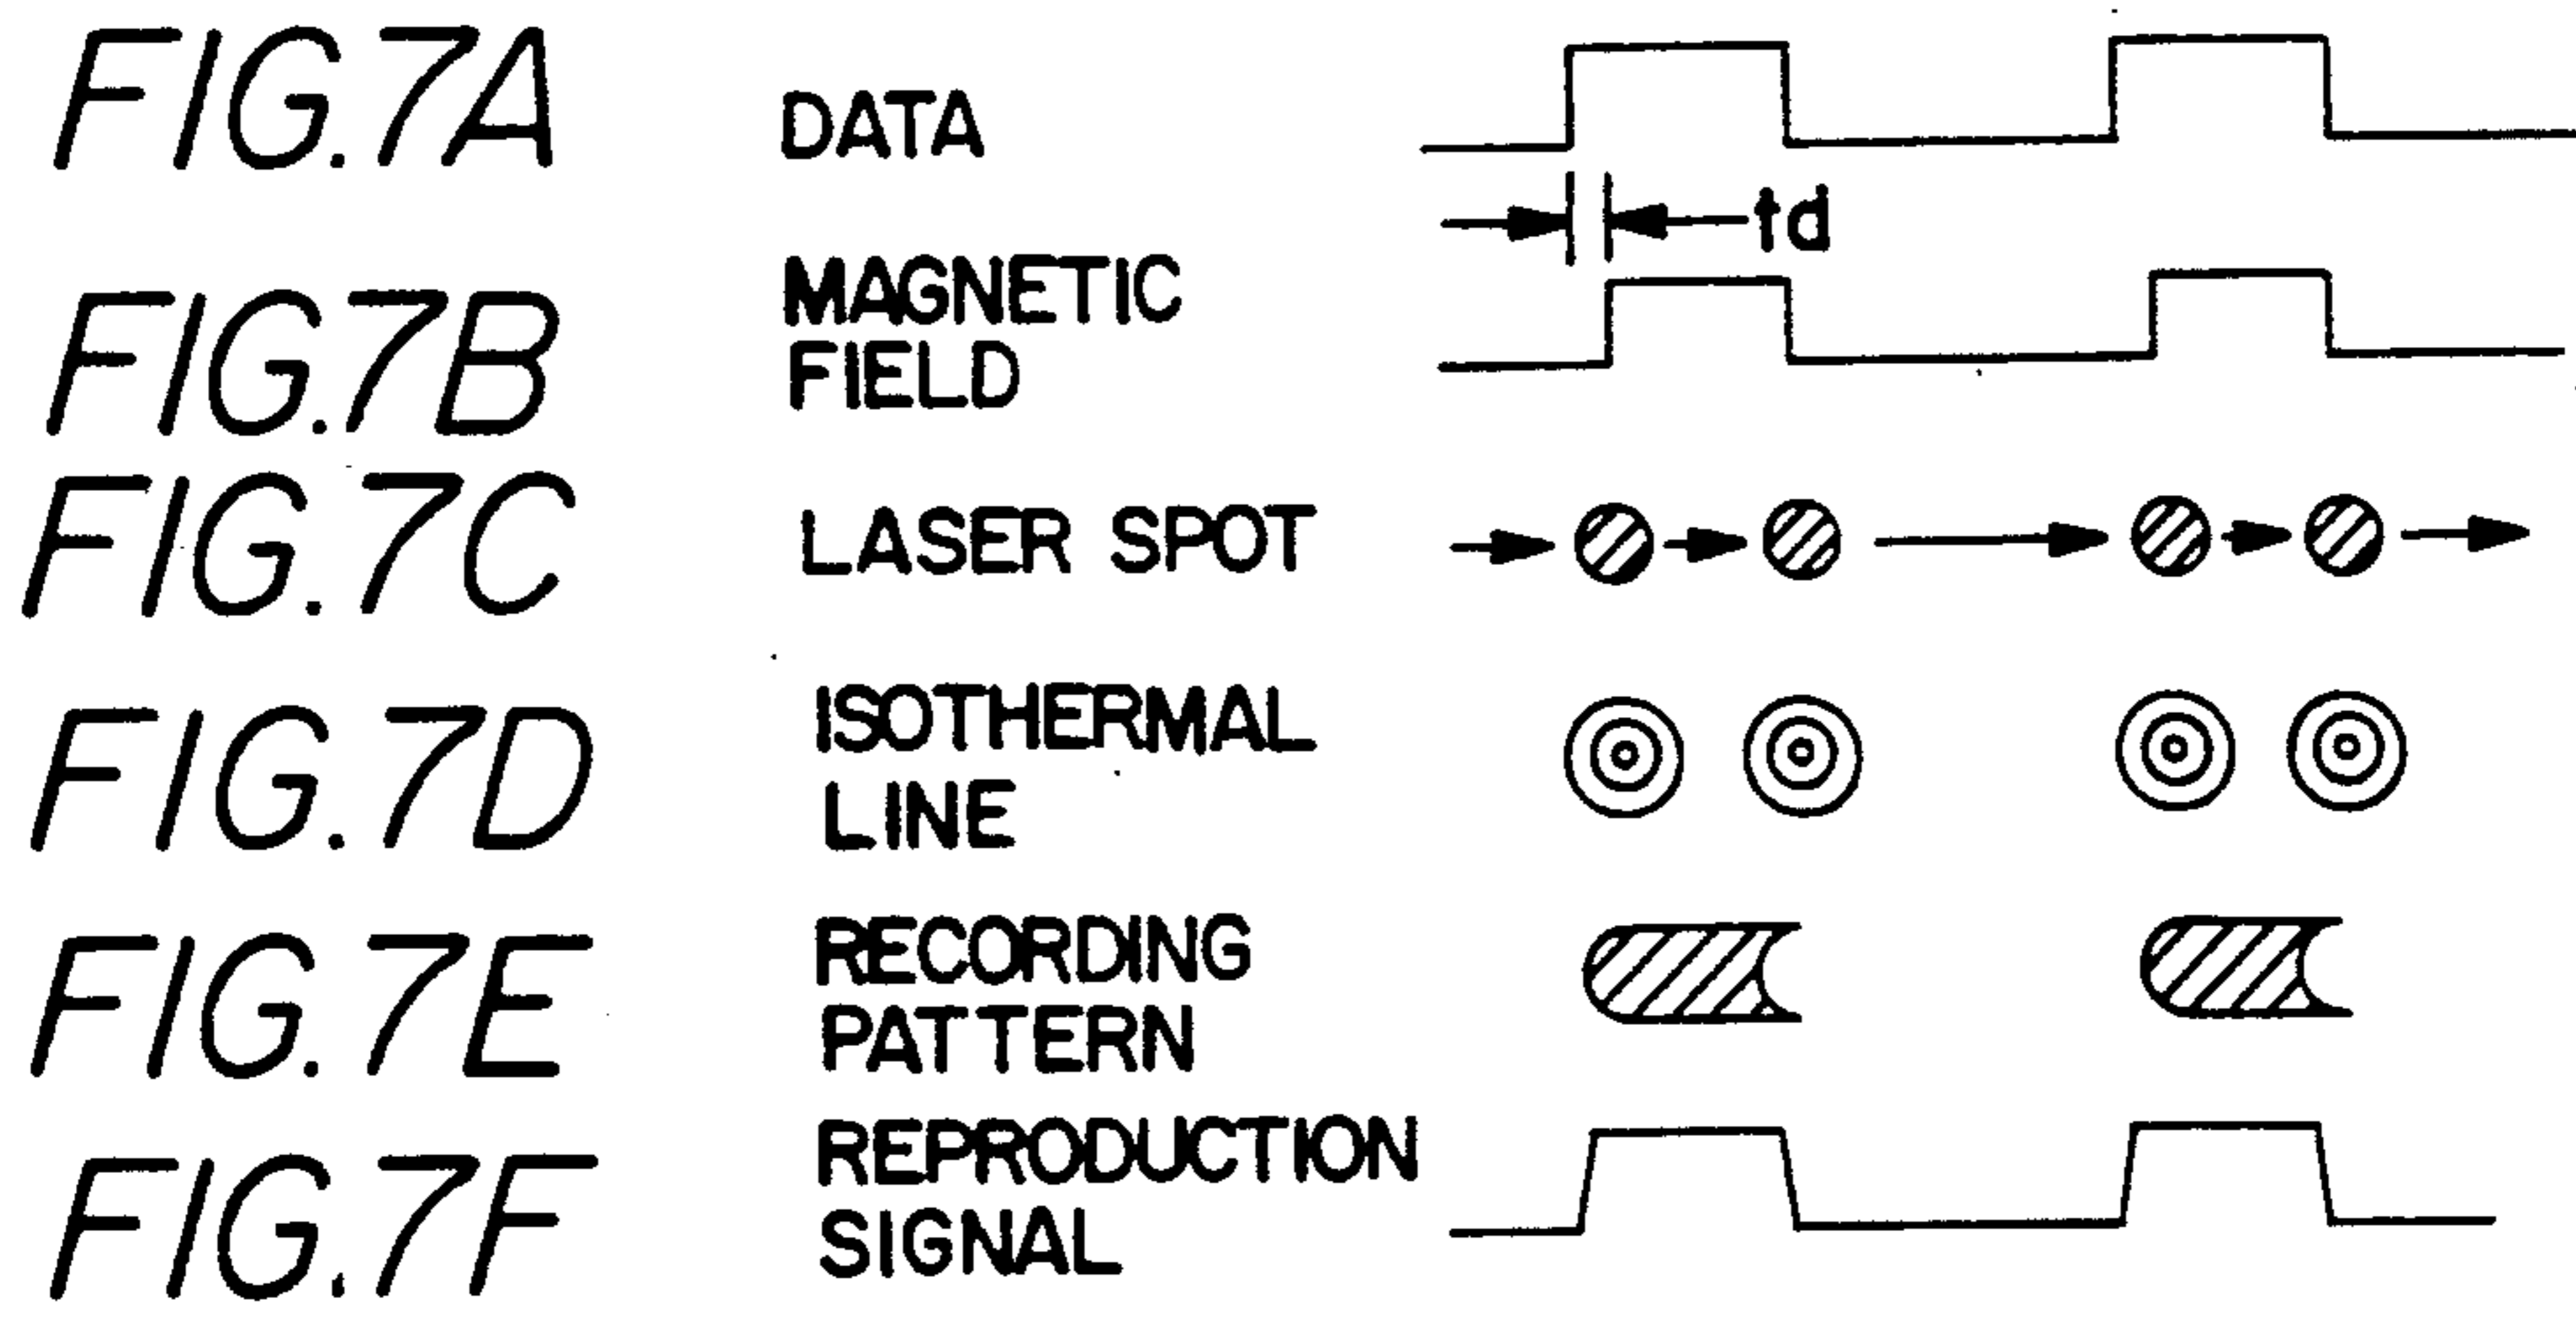 FIG.7A DATA
td
FIG.7B MAGNETIC
FIELD
FIG.7C LASER SPOT
FIG.7D ISOTHERMAL
LINE
FIG.7E RECORDING
PATTERN
FIG.7F REPRODUCTION
SIGNAL